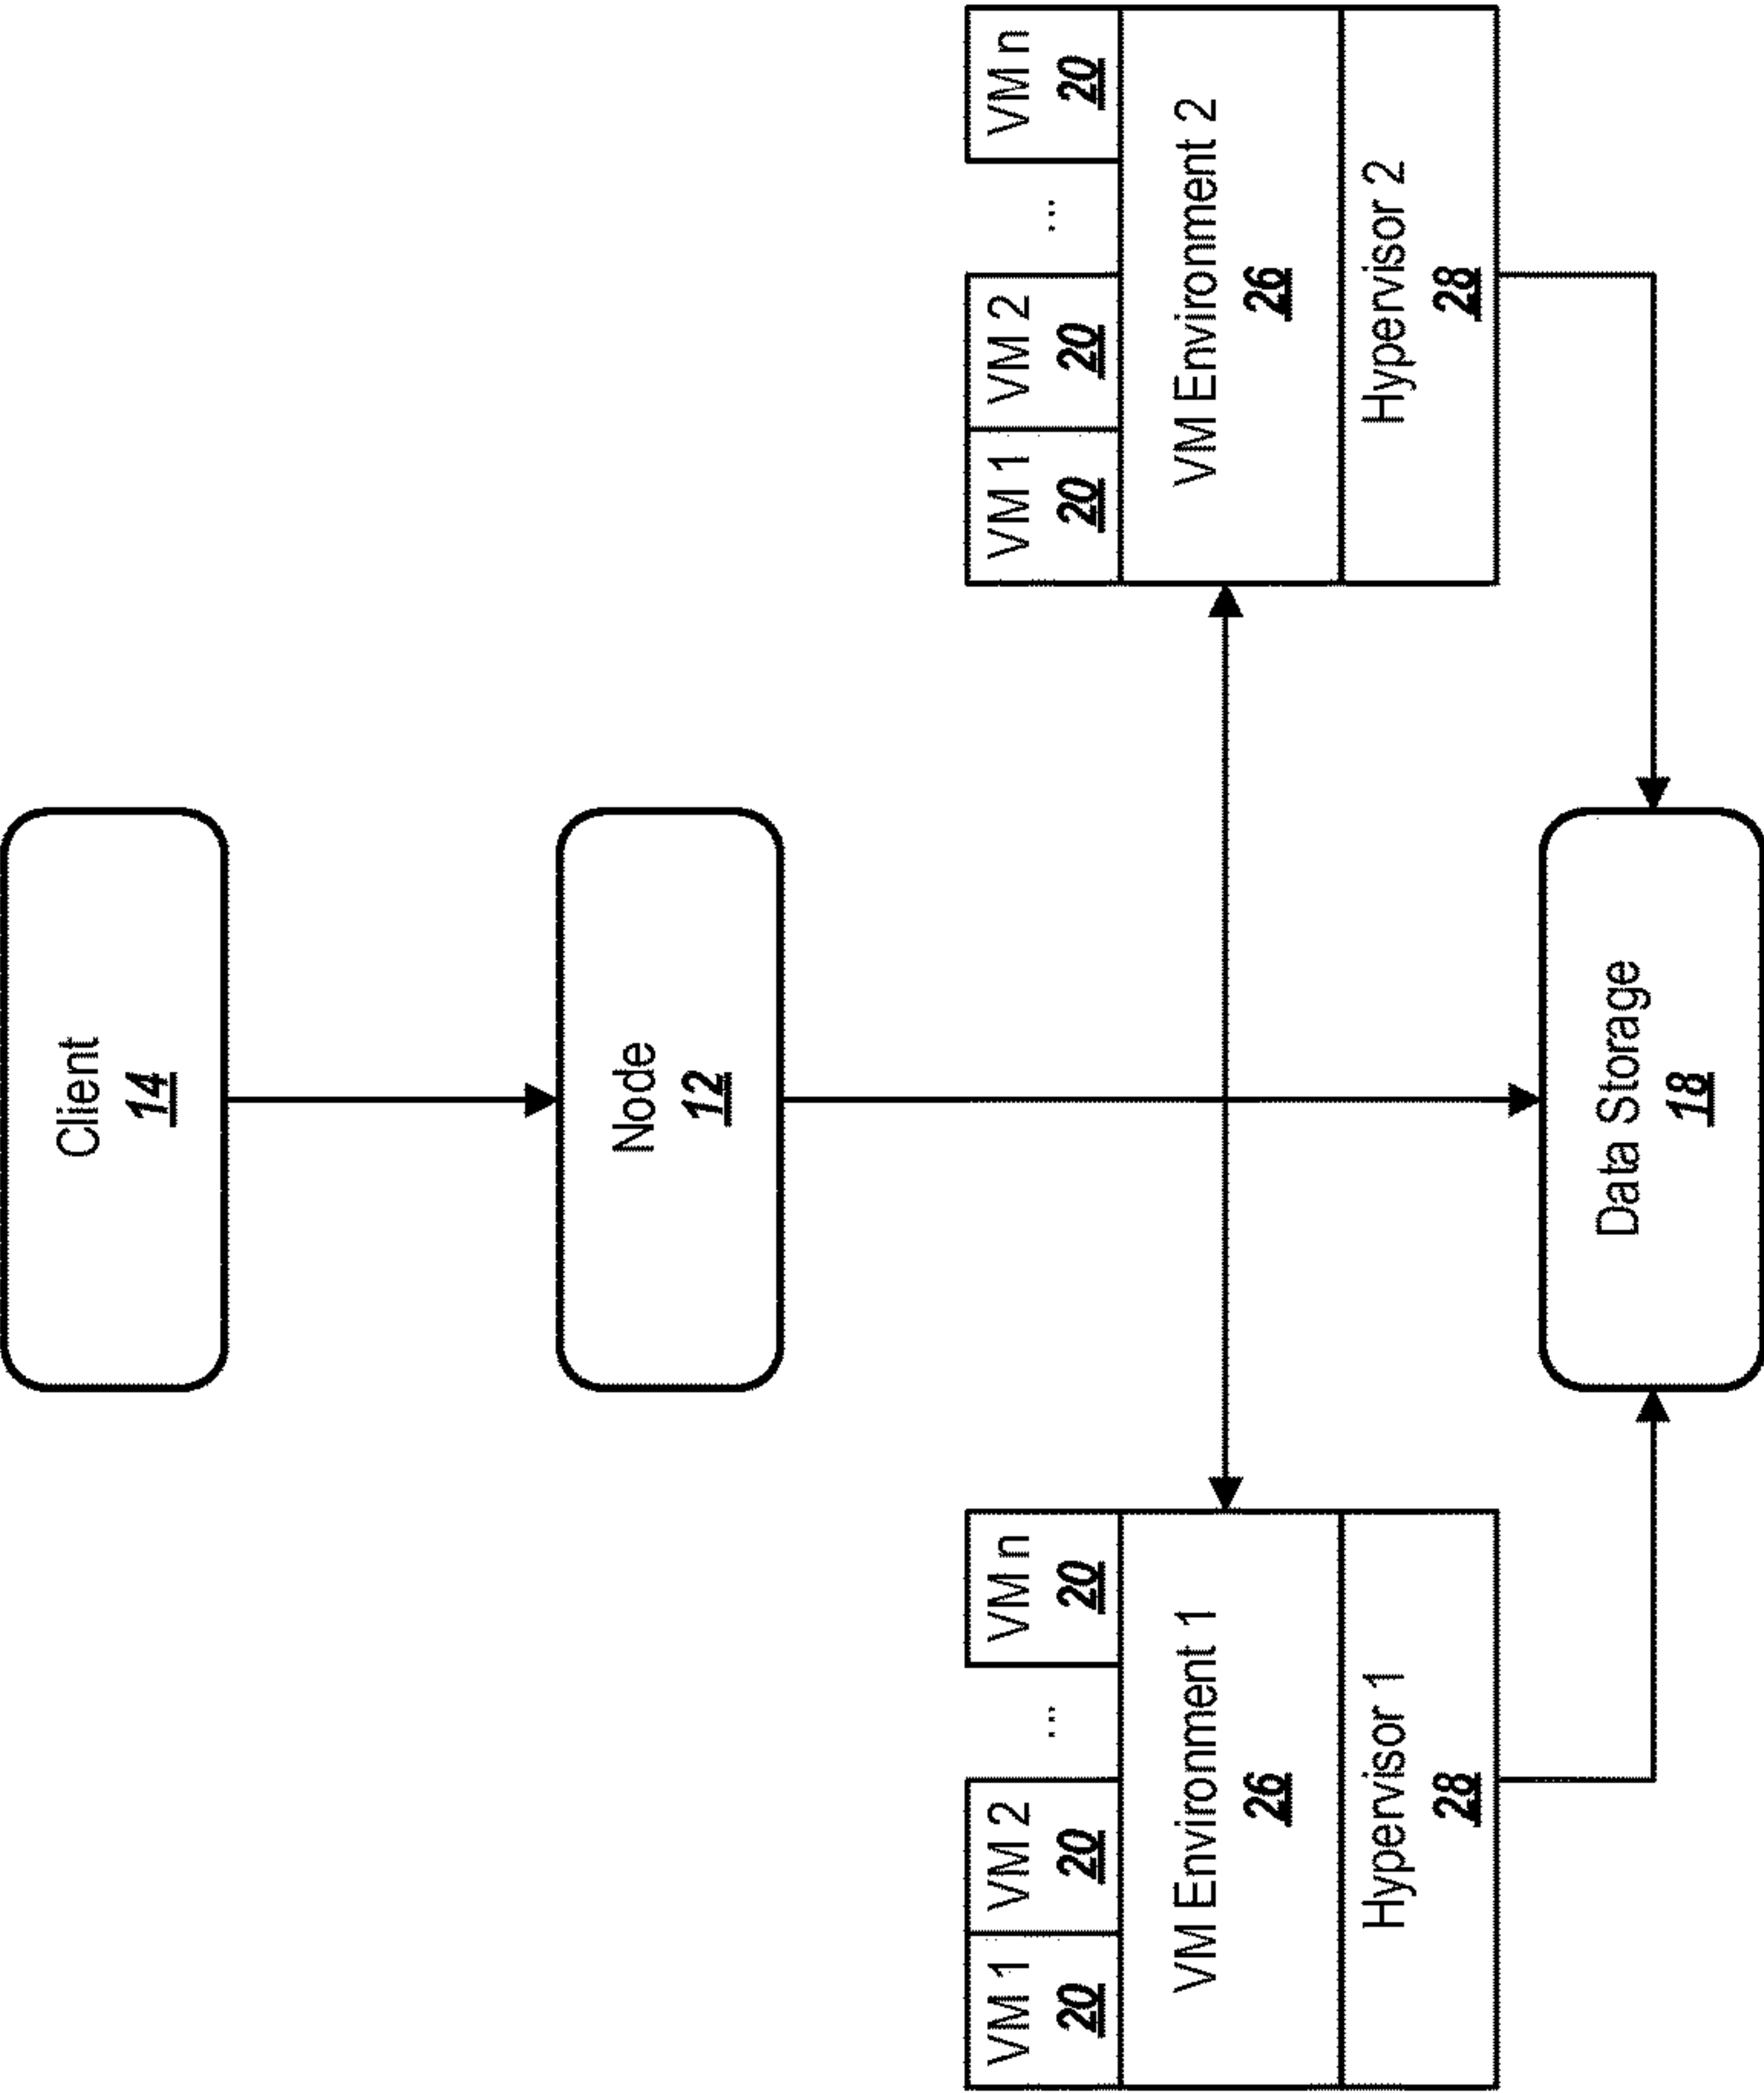 Client
14
Node
12
VM 1
20
VM 2
20
...
VM n
20
VM Environment 1
26
Hypervisor 1
28
VM 1
20
VM 2
20
...
VM n
20
VM Environment 2
26
Hypervisor 2
28
Data Storage
18